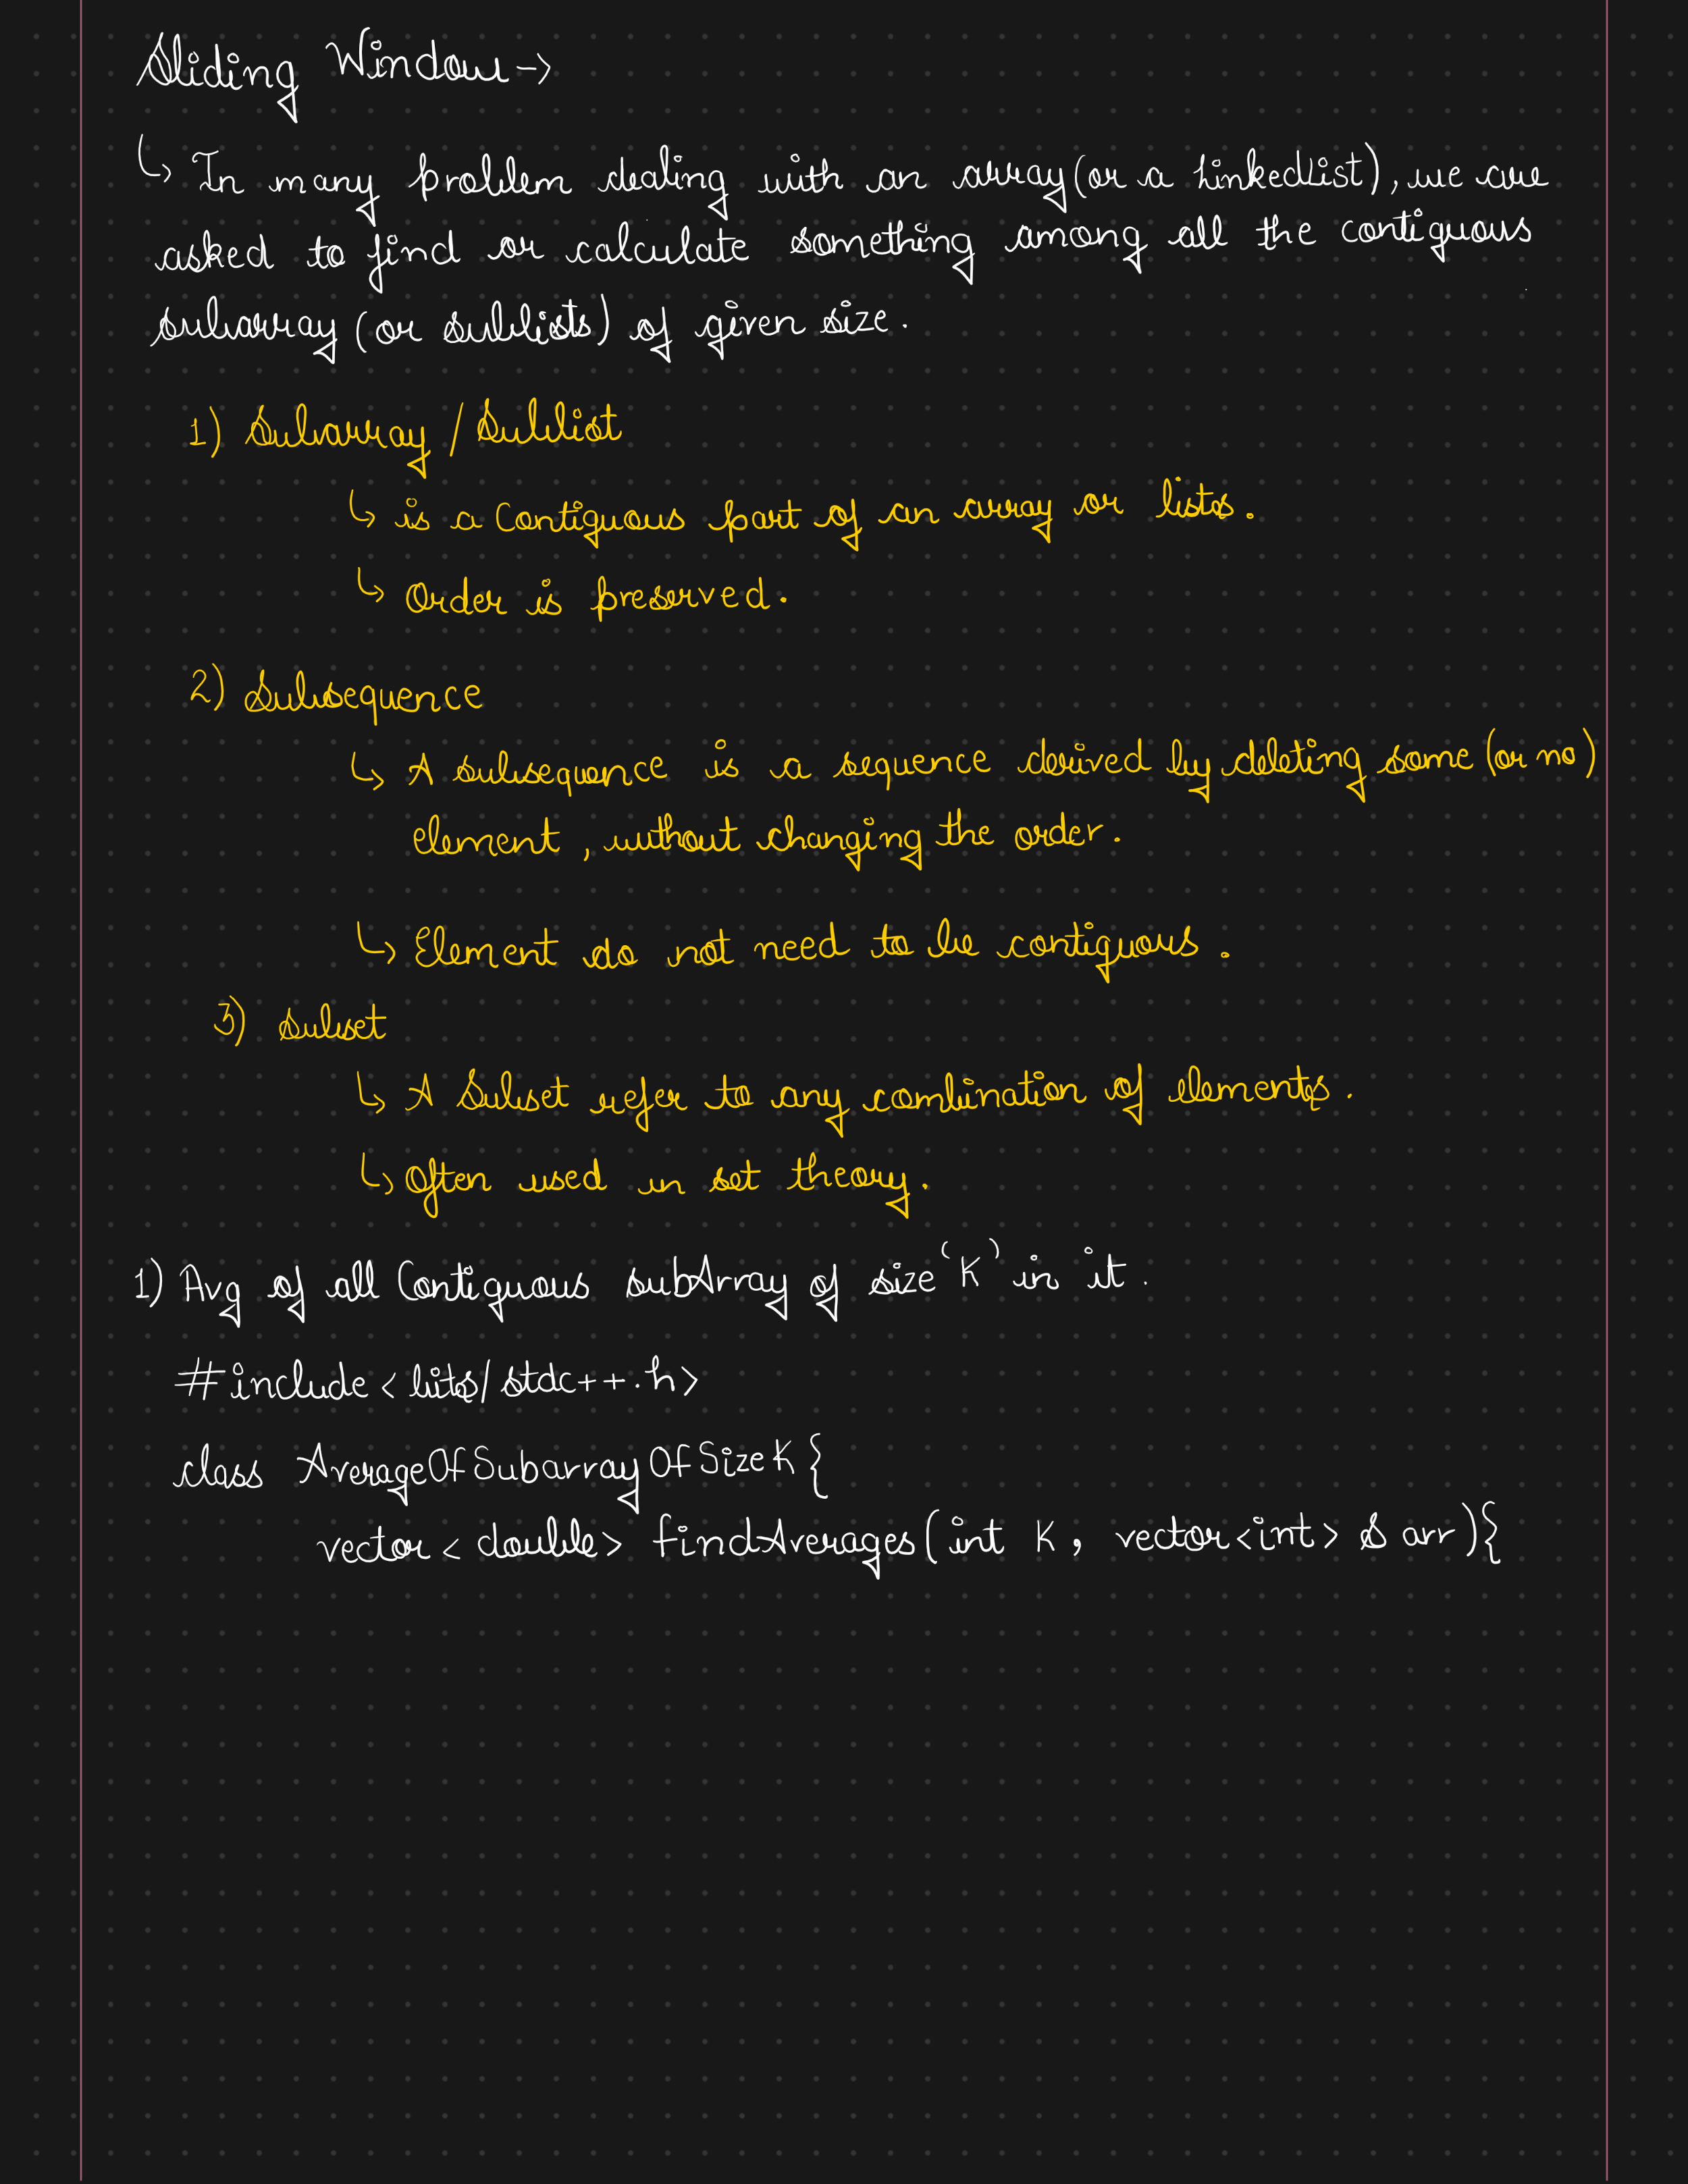 Sliding Window →
↳ In many problem dealing with an array (or a LinkedList), we are
asked to find or calculate something among all the contiguous
subarray (or sublists) of given size.
1) Subarray / Sublist
↳ is a Contiguous part of an array or lists.
↳ Order is preserved.
2) Subsequence
↳ A subsequence is a sequence derived by deleting some (or no)
element, without changing the order.
↳ Element do not need to be contiguous.
3) Subset
↳ A Subset refer to any combination of elements.
↳ Often used in set theory.
1) Avg of all Contiguous subArray of size 'K' in it.
#include <bits/stdc++.h>
class AverageOfSubarrayOfSizeK {
vector<double> findAverages(int K, vector<int> & arr){